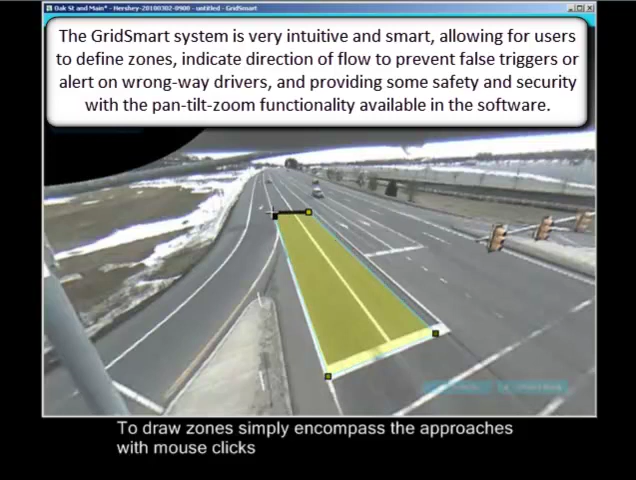 Oak St and Main* - Hershey-20100302-0900 - untitled - GridSmart
The GridSmart system is very intuitive and smart, allowing for users
to define zones, indicate direction of flow to prevent false triggers or
alert on wrong-way drivers, and providing some safety and security
with the pan-tilt-zoom functionality available in the software.
To draw zones simply encompass the approaches
with mouse clicks